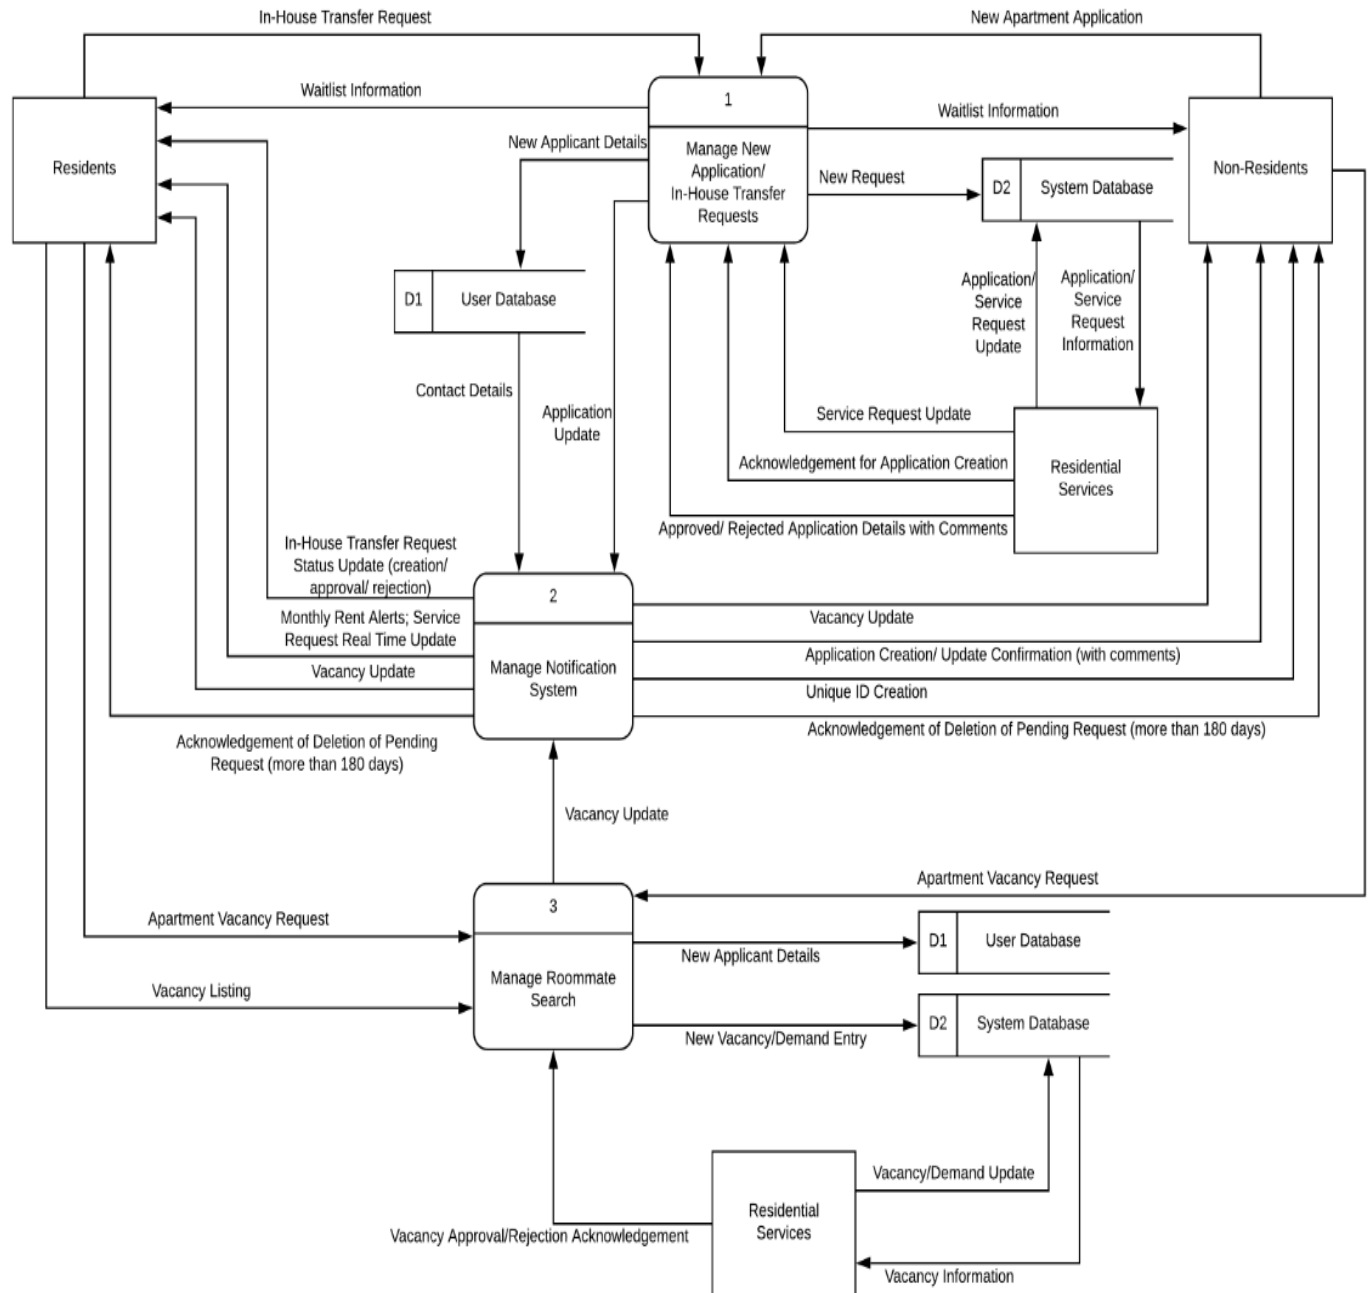 In-House Transfer Request
New Apartment Application
Waitlist Information
1
Waitlist Information
Residents
New Applicant Details
Manage New
Application/
In-House Transfer
Requests
New Request
D2
System Database
Non-Residents
D1
User Database
Application/
Service
Request
Update
Application/
Service
Request
Information
Contact Details
Application
Update
Service Request Update
Acknowledgement for Application Creation
Residential
Services
Approved/ Rejected Application Details with Comments
In-House Transfer Request
Status Update (creation/
approval/ rejection)
2
Monthly Rent Alerts; Service
Request Real Time Update
Vacancy Update
Vacancy Update
Manage Notification
System
Application Creation/ Update Confirmation (with comments)
Unique ID Creation
Acknowledgement of Deletion of Pending Request (more than 180 days)
Acknowledgement of Deletion of Pending
Request (more than 180 days)
Vacancy Update
Apartment Vacancy Request
3
Apartment Vacancy Request
Manage Roommate
Search
New Applicant Details
D1
User Database
Vacancy Listing
New Vacancy/Demand Entry
D2
System Database
Vacancy/Demand Update
Residential
Services
Vacancy Approval/Rejection Acknowledgement
Vacancy Information